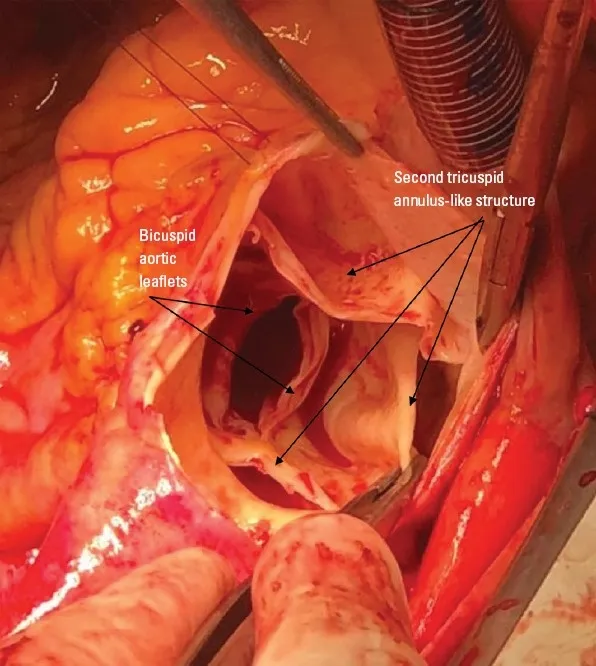 Second tricuspid
annulus-like structure
Bicuspid
aortic
leaflets